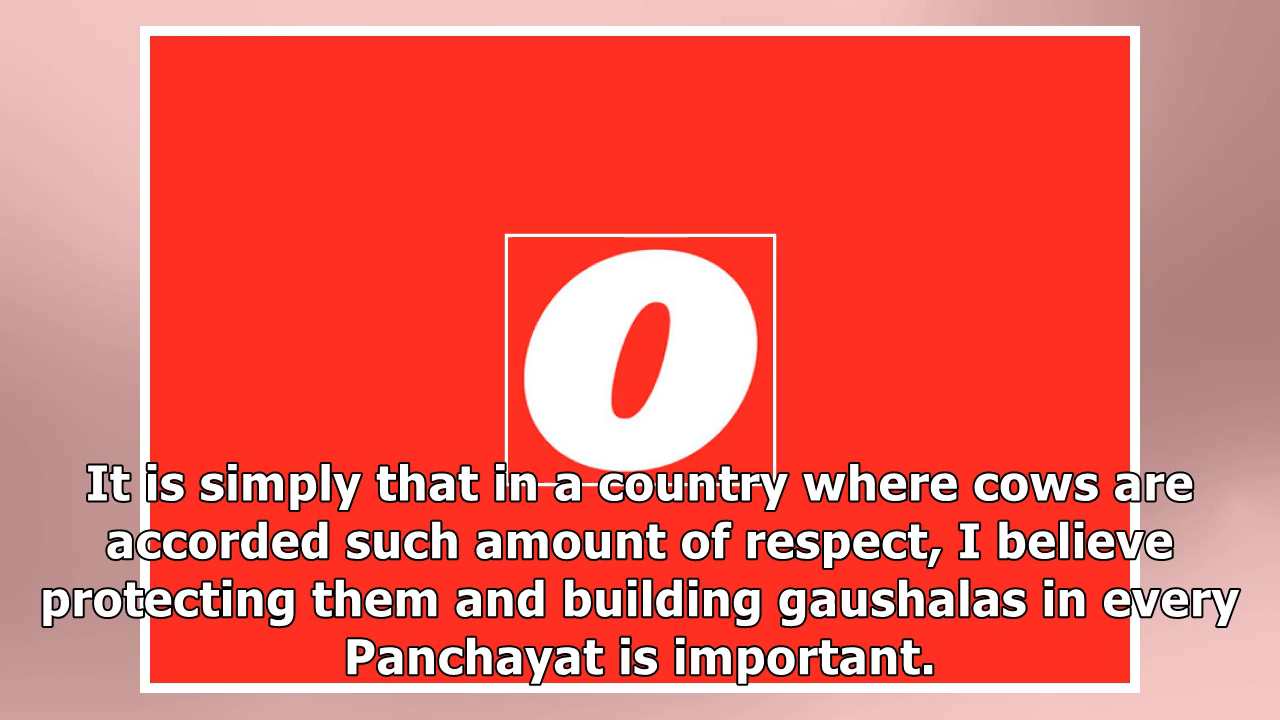 O
It is simply that in a country where cows are
accorded such amount of respect, I believe
protecting them and building gaushalas in every
Panchayat is important.